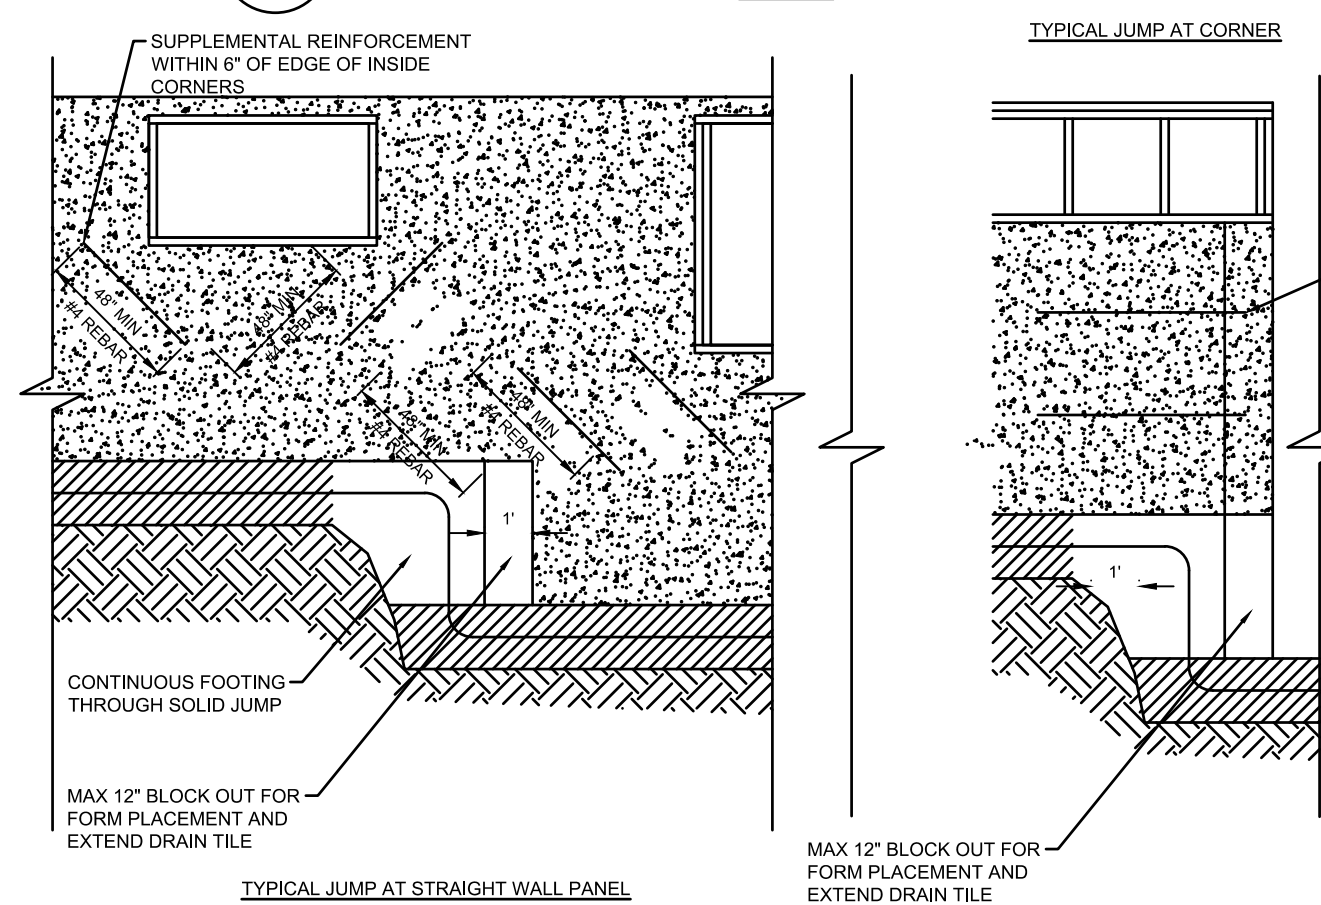 TYPICAL JUMP AT CORNER
SUPPLEMENTAL REINFORCEMENT
WITHIN 6" OF EDGE OF INSIDE
CORNERS
48" MIN
#4 REBAR
48" MIN
#4 REBAR
48" MIN
#4 REBAR
48" MIN
#4 REBAR
1'
1'
CONTINUOUS FOOTING
THROUGH SOLID JUMP
MAX 12" BLOCK OUT FOR
FORM PLACEMENT AND
EXTEND DRAIN TILE
MAX 12" BLOCK OUT FOR
FORM PLACEMENT AND
EXTEND DRAIN TILE
TYPICAL JUMP AT STRAIGHT WALL PANEL